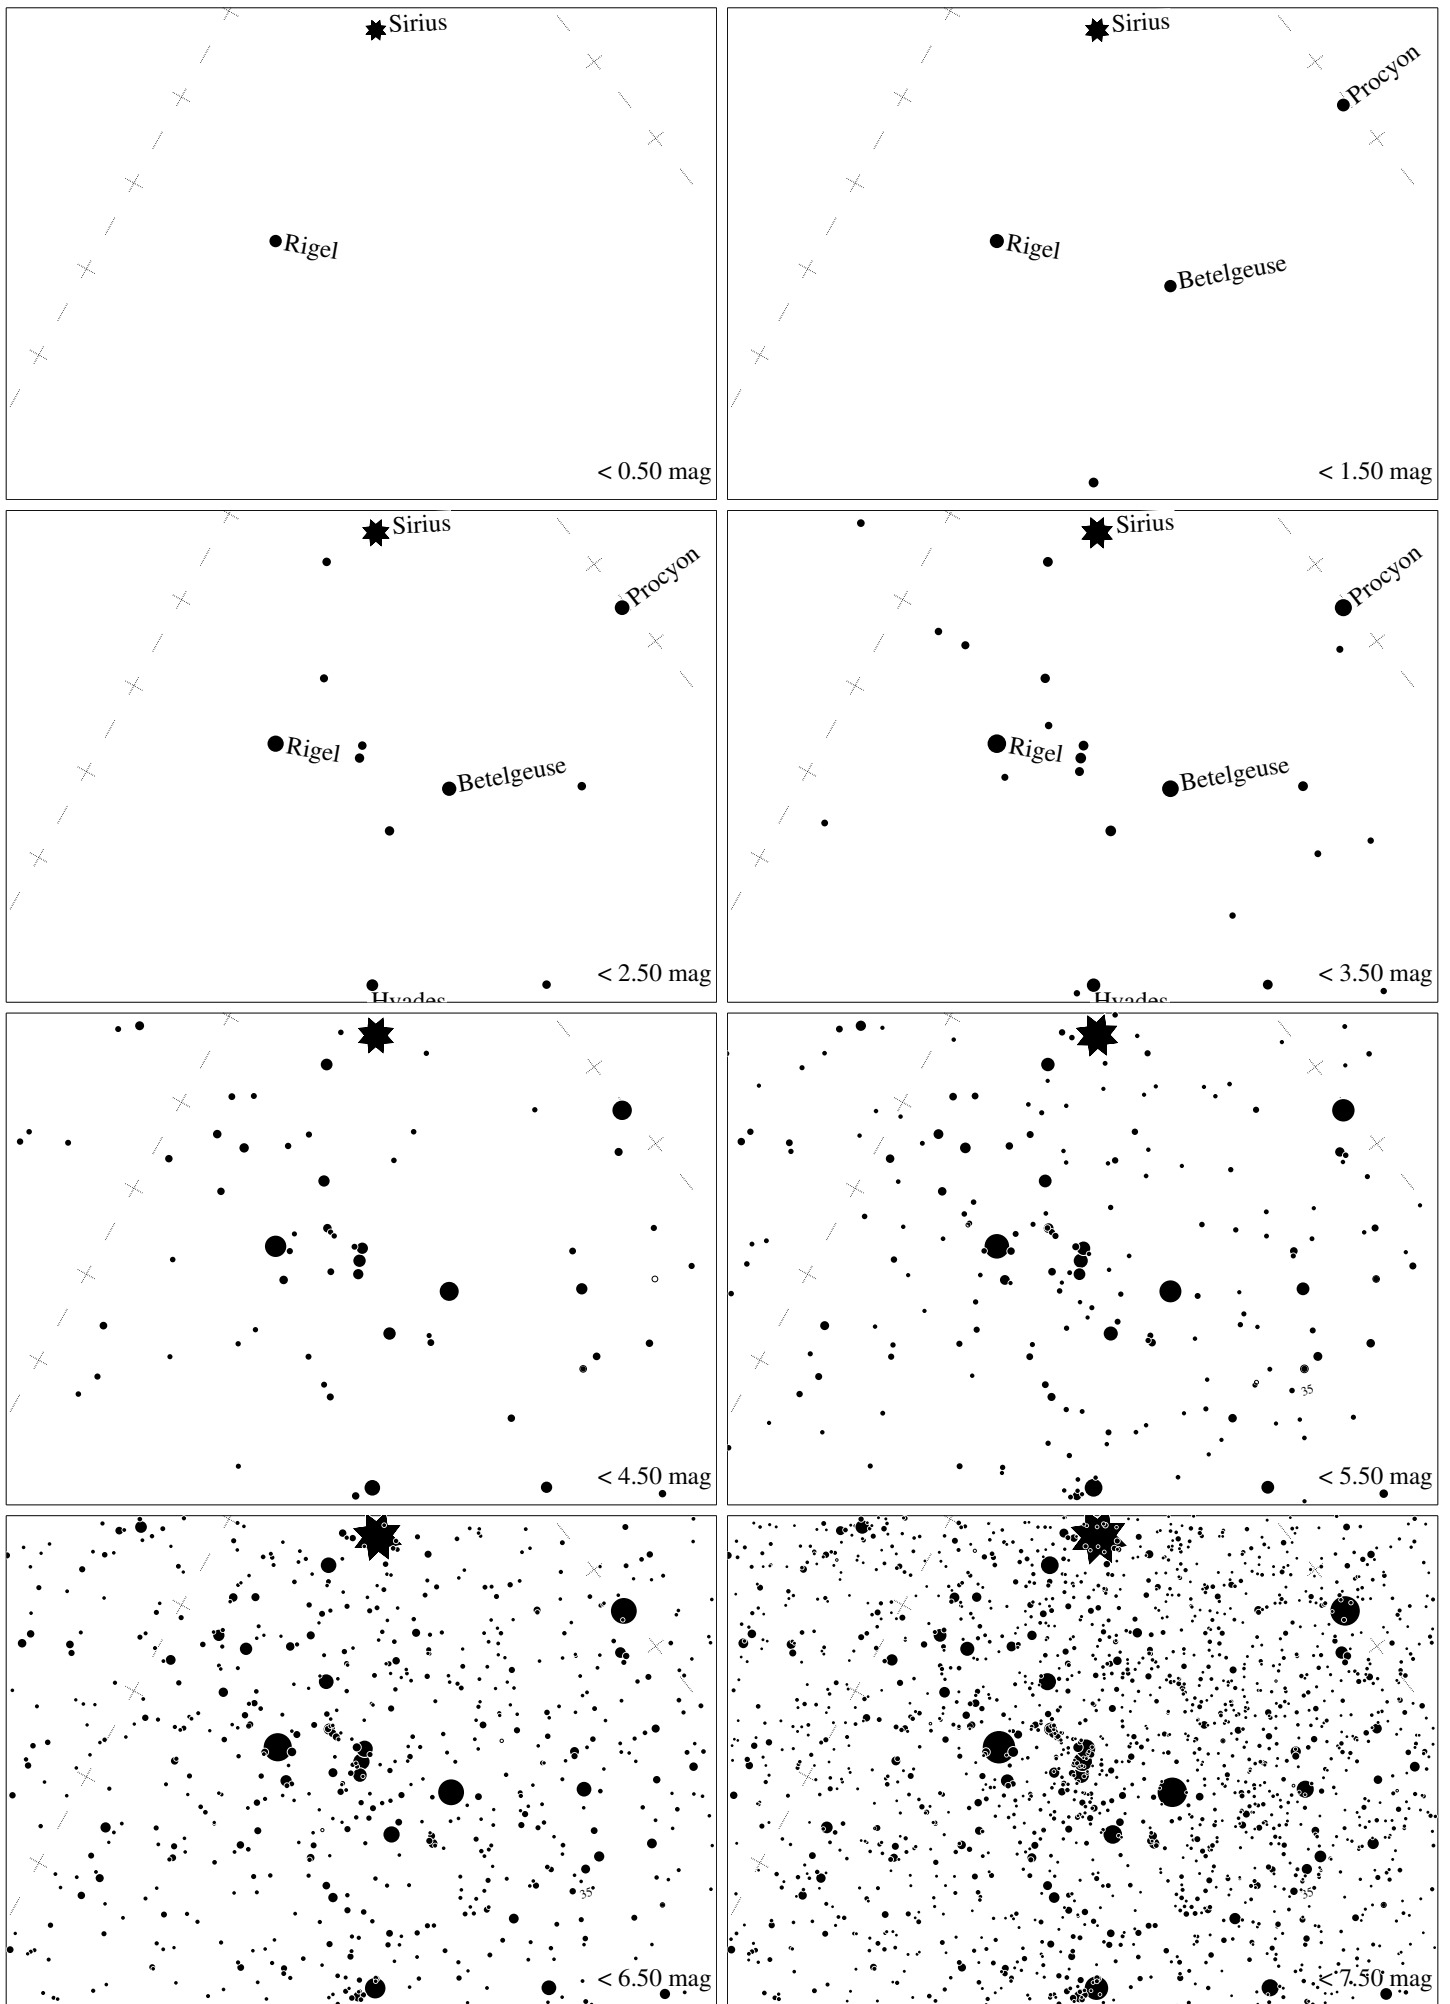 Sirius
Rigel
< 0.50 mag
Sirius
Procyon
Rigel
Betelgeuse
< 1.50 mag
Sirius
Procyon
Rigel
Betelgeuse
< 2.50 mag
Hyades
Sirius
Procyon
Rigel
Betelgeuse
< 3.50 mag
Hyades
< 4.50 mag
35
< 5.50 mag
35
< 6.50 mag
35
< 7.50 mag